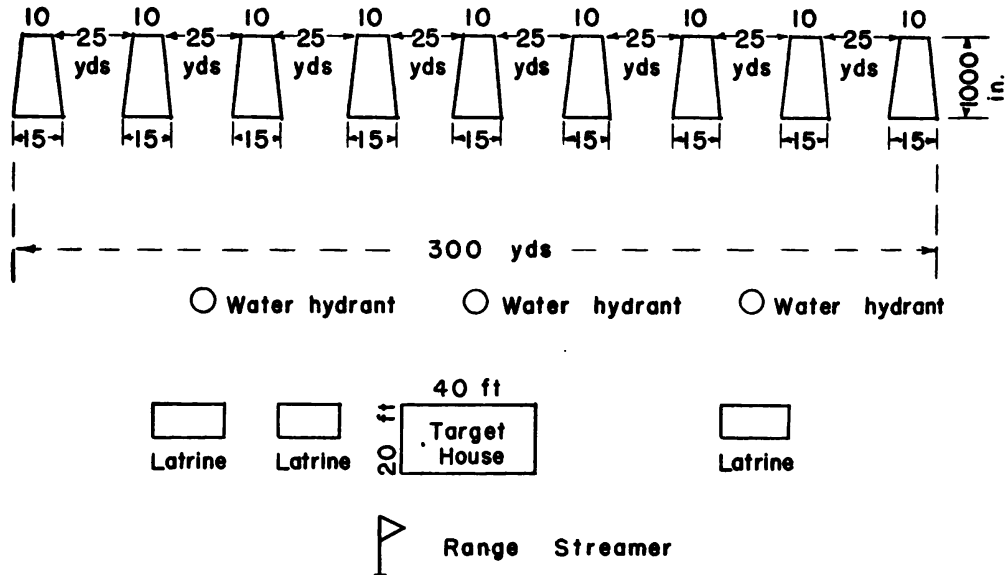 10 10 10 10 10 10 10 10 10
25 25 25 25 25 25 25 25
yds yds yds yds yds yds yds yds
1000 in.
15 15 15 15 15 15 15 15 15
300 yds
Water hydrant Water hydrant Water hydrant
40 ft
20 ft
Target
House
Latrine Latrine Latrine
Range Streamer